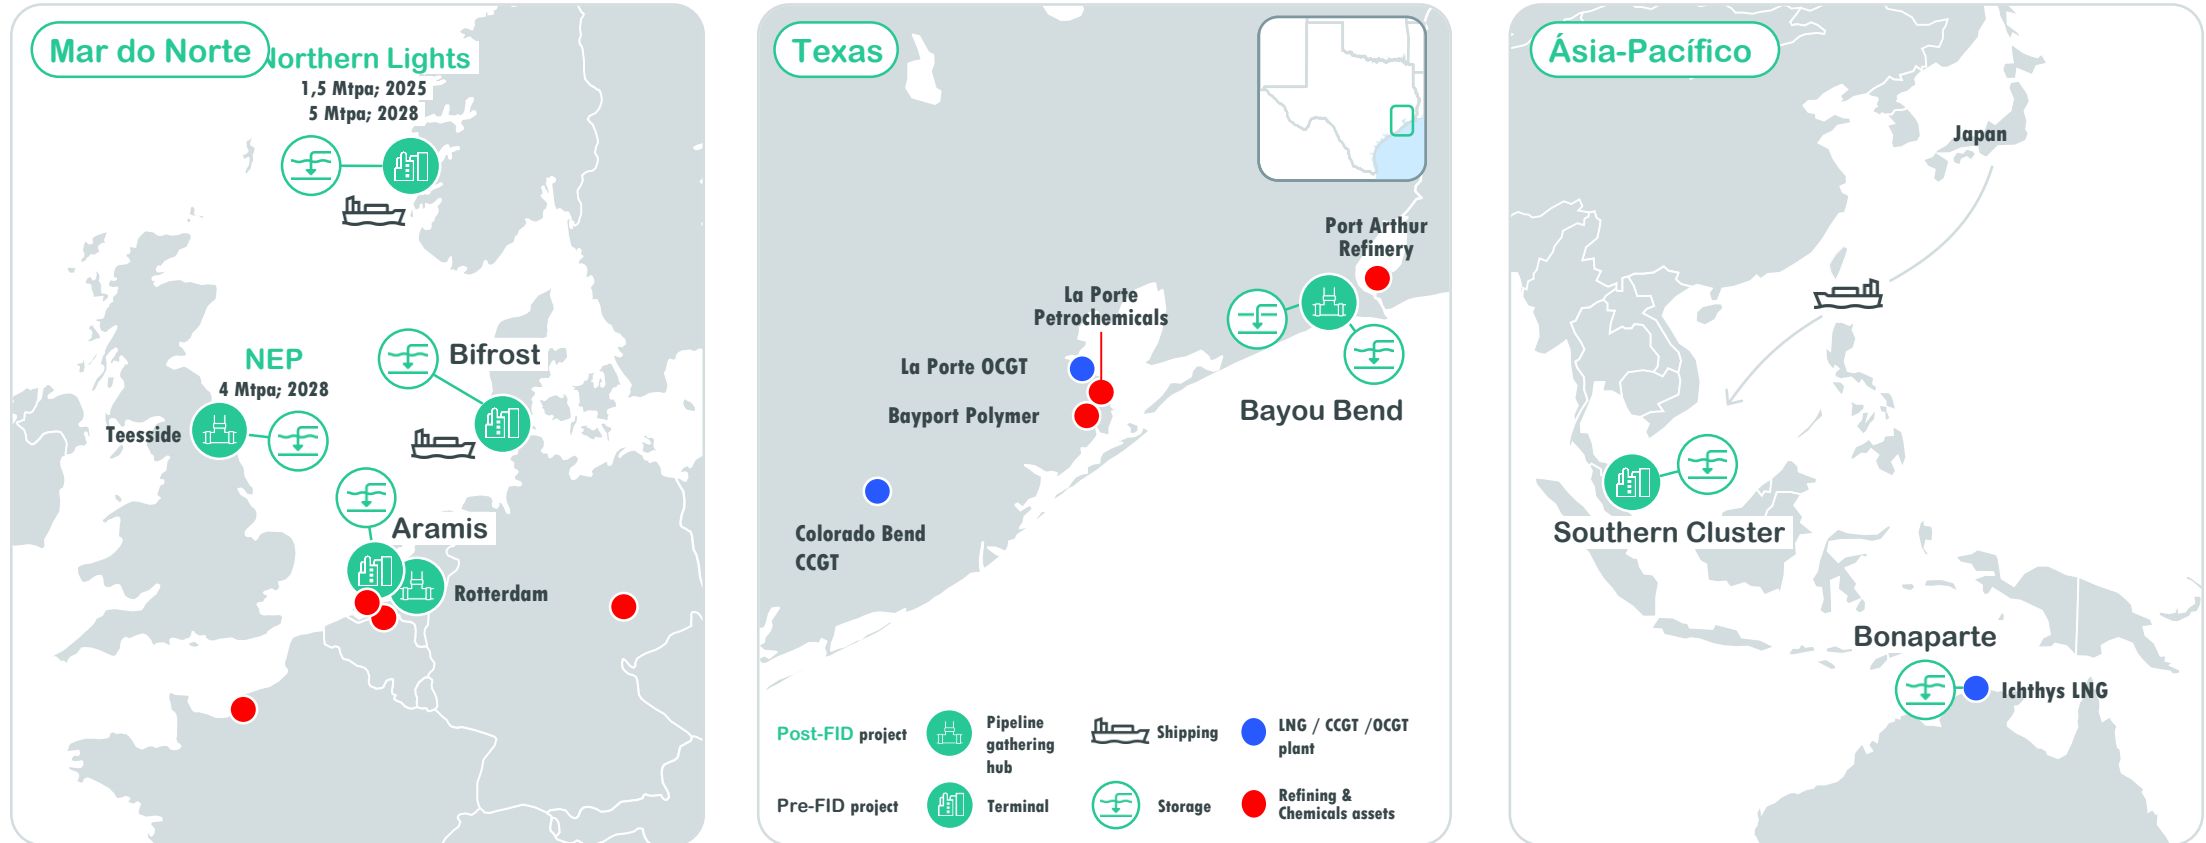 Mar do Norte
Northern Lights
1,5 Mtpa; 2025
5 Mtpa; 2028
NEP
4 Mtpa; 2028
Teesside
Bifrost
Aramis
Rotterdam
Texas
Port Arthur
Refinery
La Porte
Petrochemicals
La Porte OCGT
Bayport Polymer
Bayou Bend
Colorado Bend
CCGT
Post-FID project
Pipeline
gathering
hub
Shipping
LNG / CCGT /OCGT
plant
Pre-FID project
Terminal
Storage
Refining &
Chemicals assets
Ásia-Pacífico
Japan
Southern Cluster
Bonaparte
Ichthys LNG